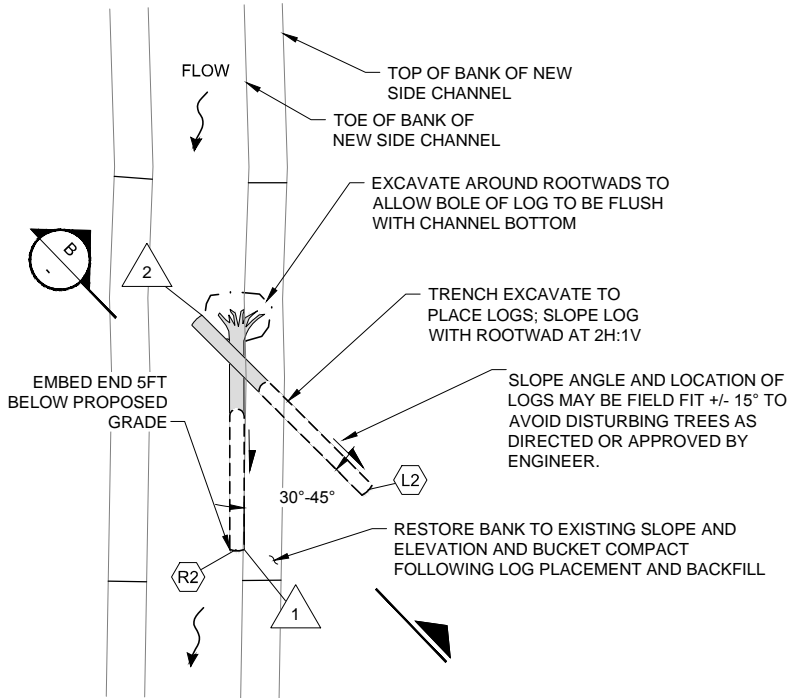 FLOW
TOP OF BANK OF NEW
SIDE CHANNEL
TOE OF BANK OF
NEW SIDE CHANNEL
EXCAVATE AROUND ROOTWADS TO
ALLOW BOLE OF LOG TO BE FLUSH
WITH CHANNEL BOTTOM
B
-
2
TRENCH EXCAVATE TO
PLACE LOGS; SLOPE LOG
WITH ROOTWAD AT 2H:1V
EMBED END 5FT
BELOW PROPOSED
GRADE
SLOPE ANGLE AND LOCATION OF
LOGS MAY BE FIELD FIT +/- 15° TO
AVOID DISTURBING TREES AS
DIRECTED OR APPROVED BY
ENGINEER.
L2
30°-45°
RESTORE BANK TO EXISTING SLOPE AND
ELEVATION AND BUCKET COMPACT
FOLLOWING LOG PLACEMENT AND BACKFILL
R2
1